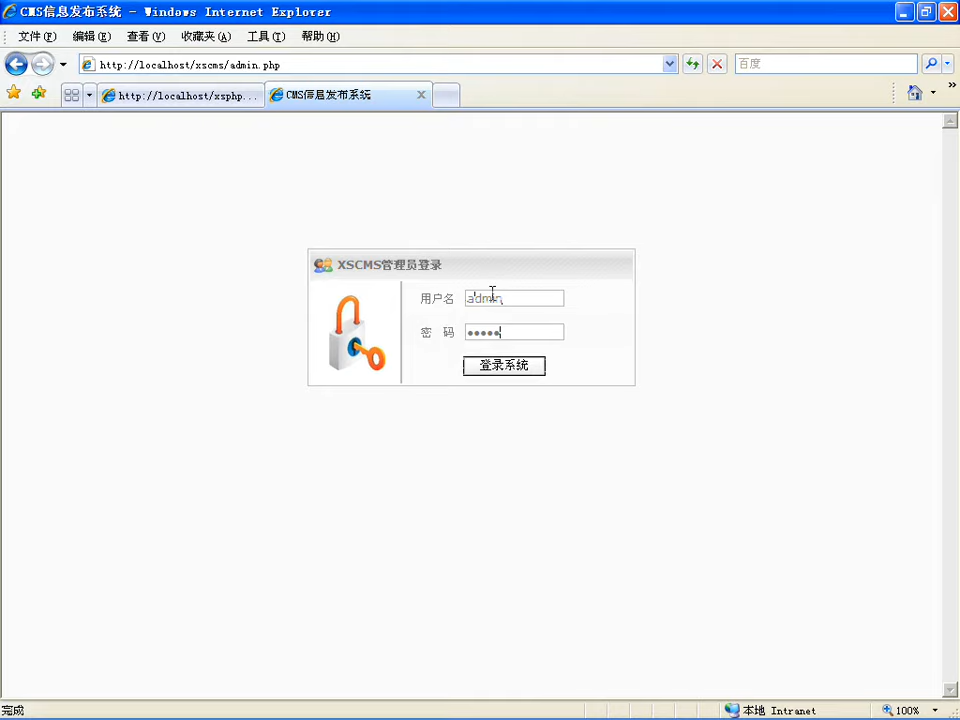 CMS信息发布系统 - Windows Internet Explorer
文件(F) 编辑(E) 查看(V) 收藏夹(A) 工具(T) 帮助(H)
http://localhost/xscms/admin.php
百度
http://localhost/xsphp...
CMS信息发布系统
XSCMS管理员登录
用户名 admin
密 码 •••••
登录系统
完成
本地 Intranet
100%